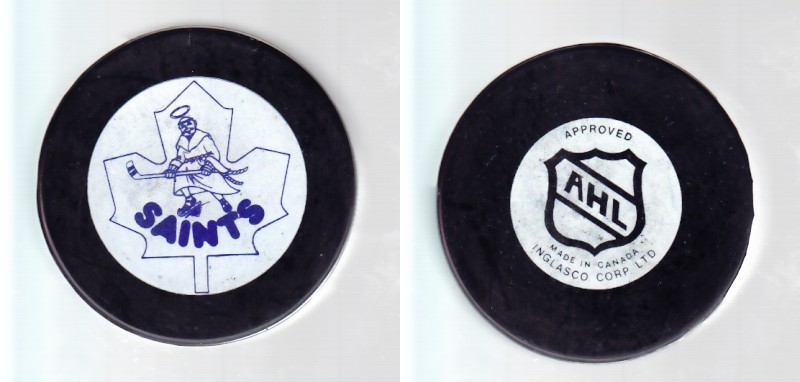 SAINTS
APPROVED
AHL
MADE IN CANADA
INGLASCO CORP. LTD